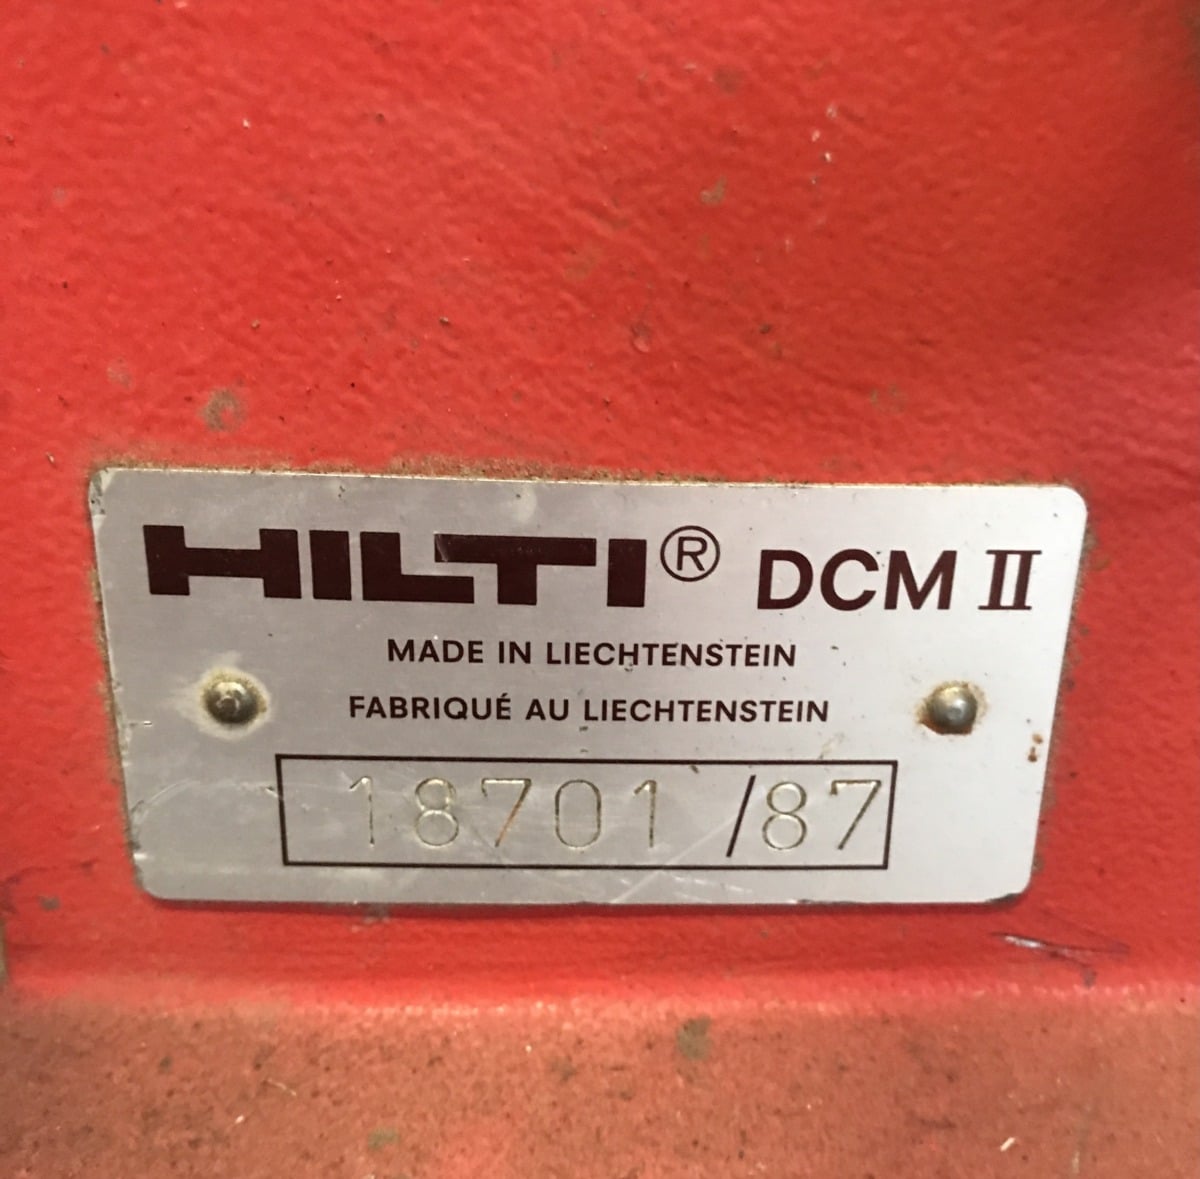 HILTI® DCM II
MADE IN LIECHTENSTEIN
FABRIQUÉ AU LIECHTENSTEIN
18701 /87